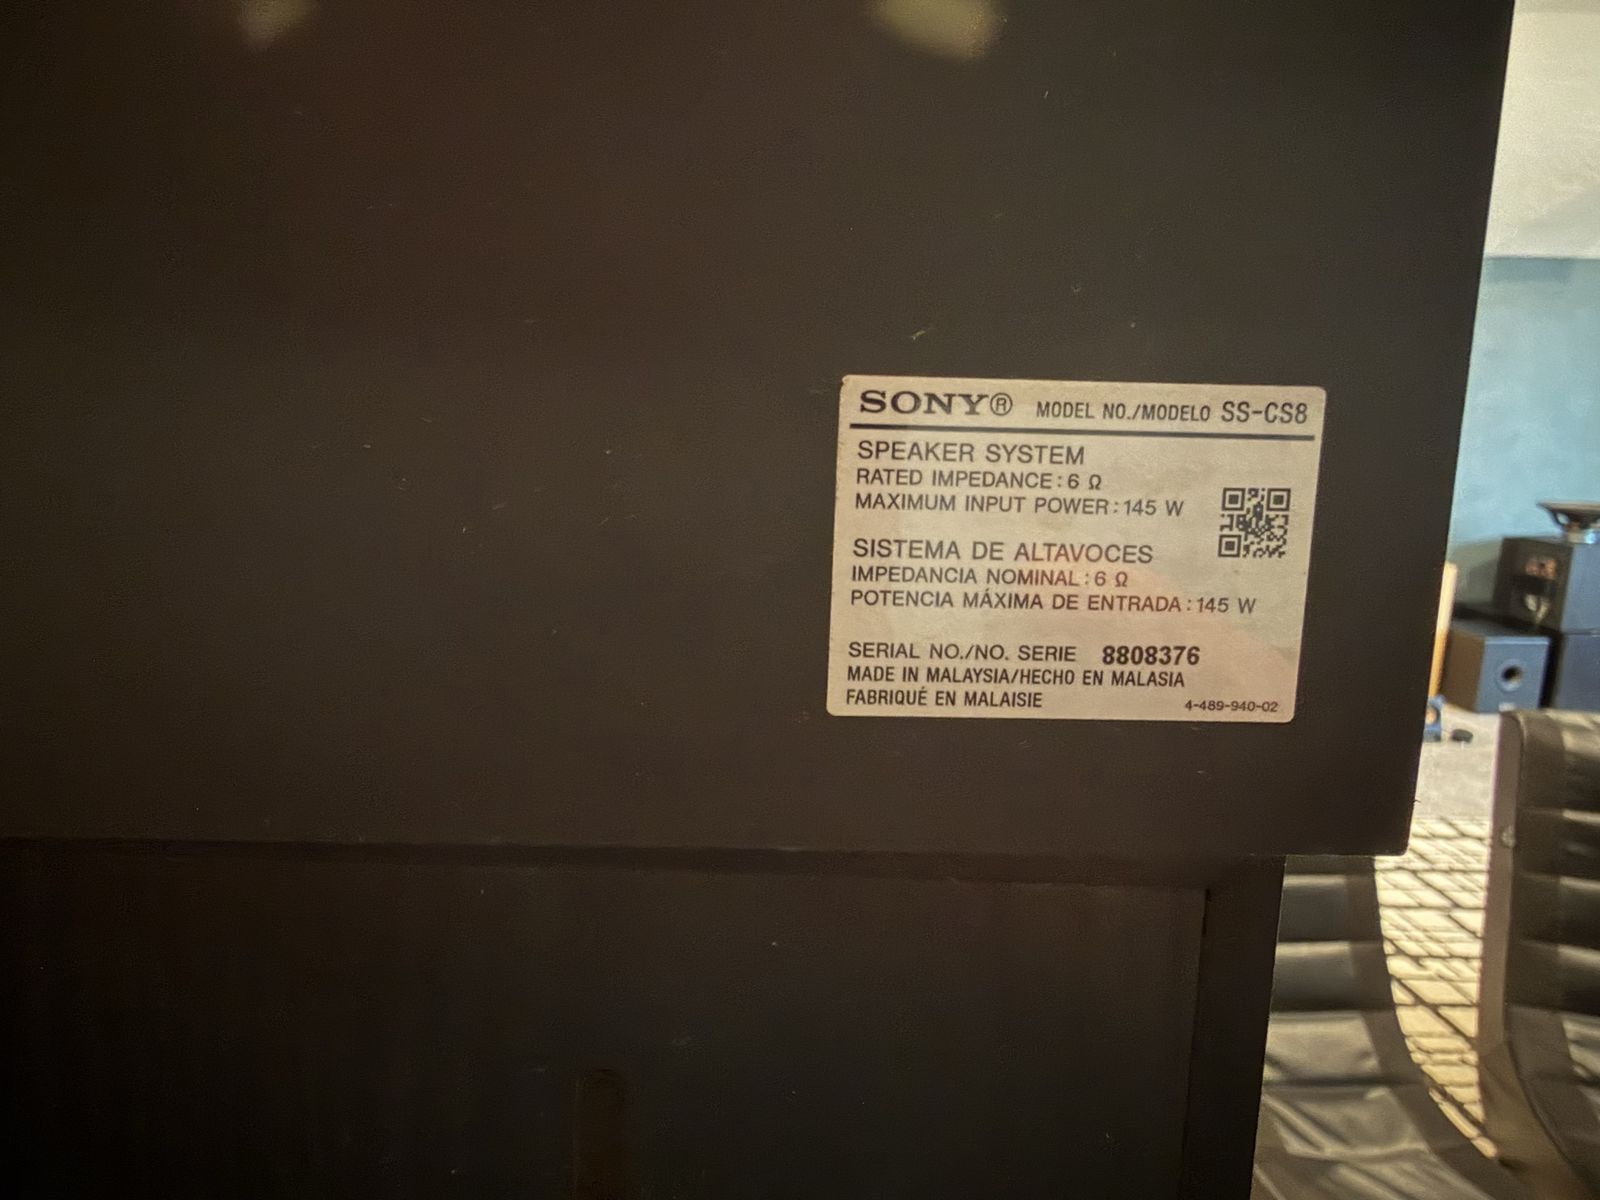 SONY® MODEL NO./MODELO SS-CS8
SPEAKER SYSTEM
RATED IMPEDANCE : 6 Ω
MAXIMUM INPUT POWER : 145 W
SISTEMA DE ALTAVOCES
IMPEDANCIA NOMINAL : 6 Ω
POTENCIA MÁXIMA DE ENTRADA : 145 W
SERIAL NO./NO. SERIE 8808376
MADE IN MALAYSIA/HECHO EN MALASIA
FABRIQUÉ EN MALAISIE
4-489-940-02